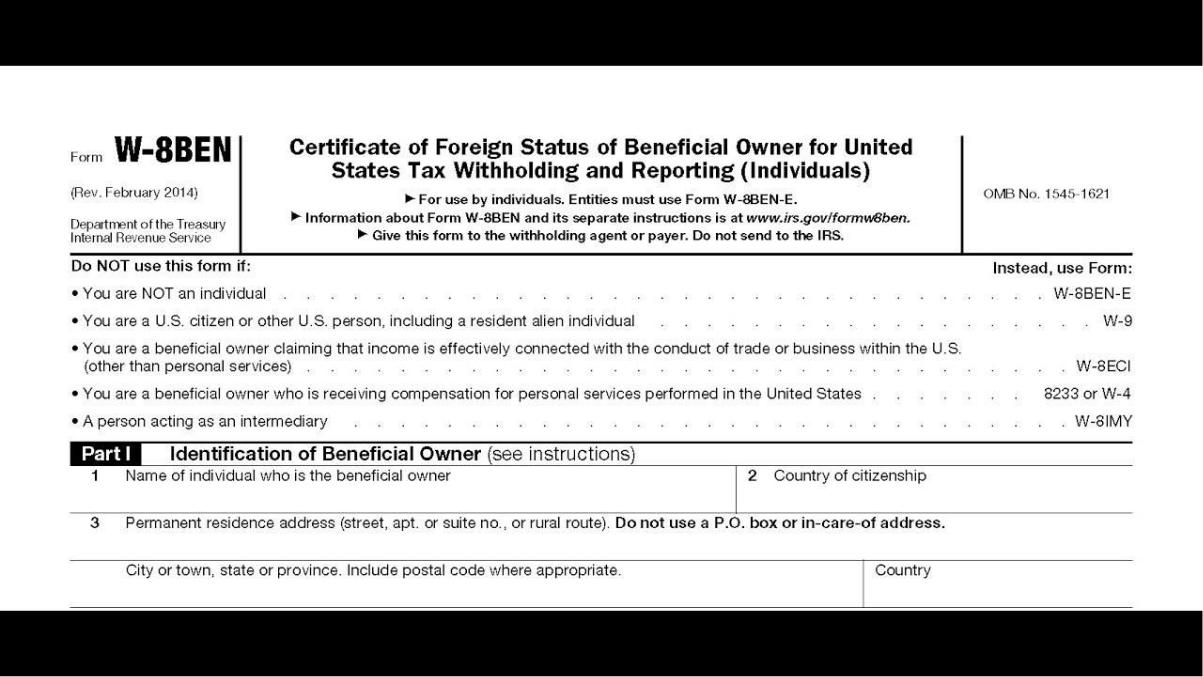 Form W-8BEN
(Rev. February 2014)
Department of the Treasury
Internal Revenue Service
Certificate of Foreign Status of Beneficial Owner for United
States Tax Withholding and Reporting (Individuals)
► For use by individuals. Entities must use Form W-8BEN-E.
► Information about Form W-8BEN and its separate instructions is at www.irs.gov/formw8ben.
► Give this form to the withholding agent or payer. Do not send to the IRS.
OMB No. 1545-1621
Do NOT use this form if: Instead, use Form:
• You are NOT an individual . . . . . . . . . . . . . . . . . . . . . . . . . . . . . . W-8BEN-E
• You are a U.S. citizen or other U.S. person, including a resident alien individual . . . . . . . . . . . . . . . . . W-9
• You are a beneficial owner claiming that income is effectively connected with the conduct of trade or business within the U.S.
(other than personal services) . . . . . . . . . . . . . . . . . . . . . . . . . . . . . W-8ECI
• You are a beneficial owner who is receiving compensation for personal services performed in the United States . . . . . . . 8233 or W-4
• A person acting as an intermediary . . . . . . . . . . . . . . . . . . . . . . . . . . . W-8IMY
Part I Identification of Beneficial Owner (see instructions)
1 Name of individual who is the beneficial owner 2 Country of citizenship
3 Permanent residence address (street, apt. or suite no., or rural route). Do not use a P.O. box or in-care-of address.
City or town, state or province. Include postal code where appropriate. Country